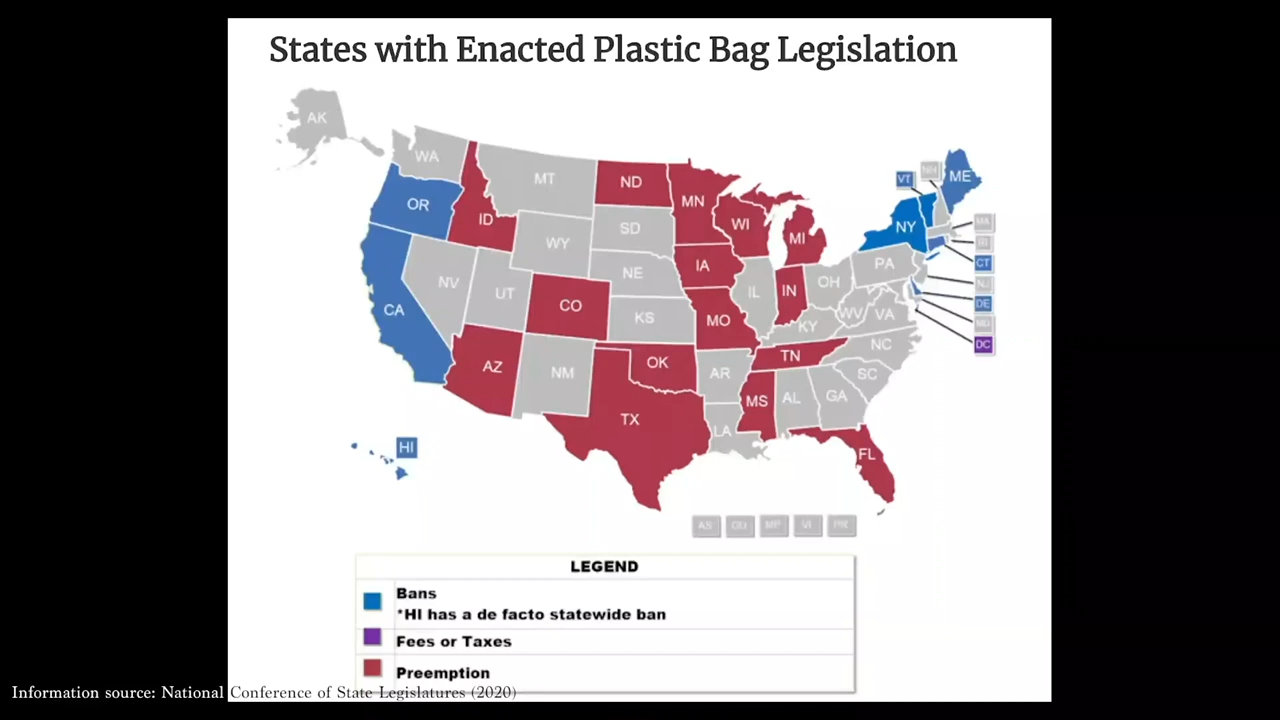 States with Enacted Plastic Bag Legislation
AK
WA
MT
ND
MN
VT
NH
ME
OR
ID
SD
WI
MI
NY
MA
RI
WY
IA
PA
CT
NV
UT
NE
IL
IN
OH
NJ
CA
CO
KS
MO
KY
WV
VA
DE
MD
DC
AZ
NM
OK
AR
TN
NC
SC
TX
MS
AL
GA
LA
FL
HI
AS
GU
MP
VI
PR
LEGEND
Bans
*HI has a de facto statewide ban
Fees or Taxes
Preemption
Information source: National Conference of State Legislatures (2020)